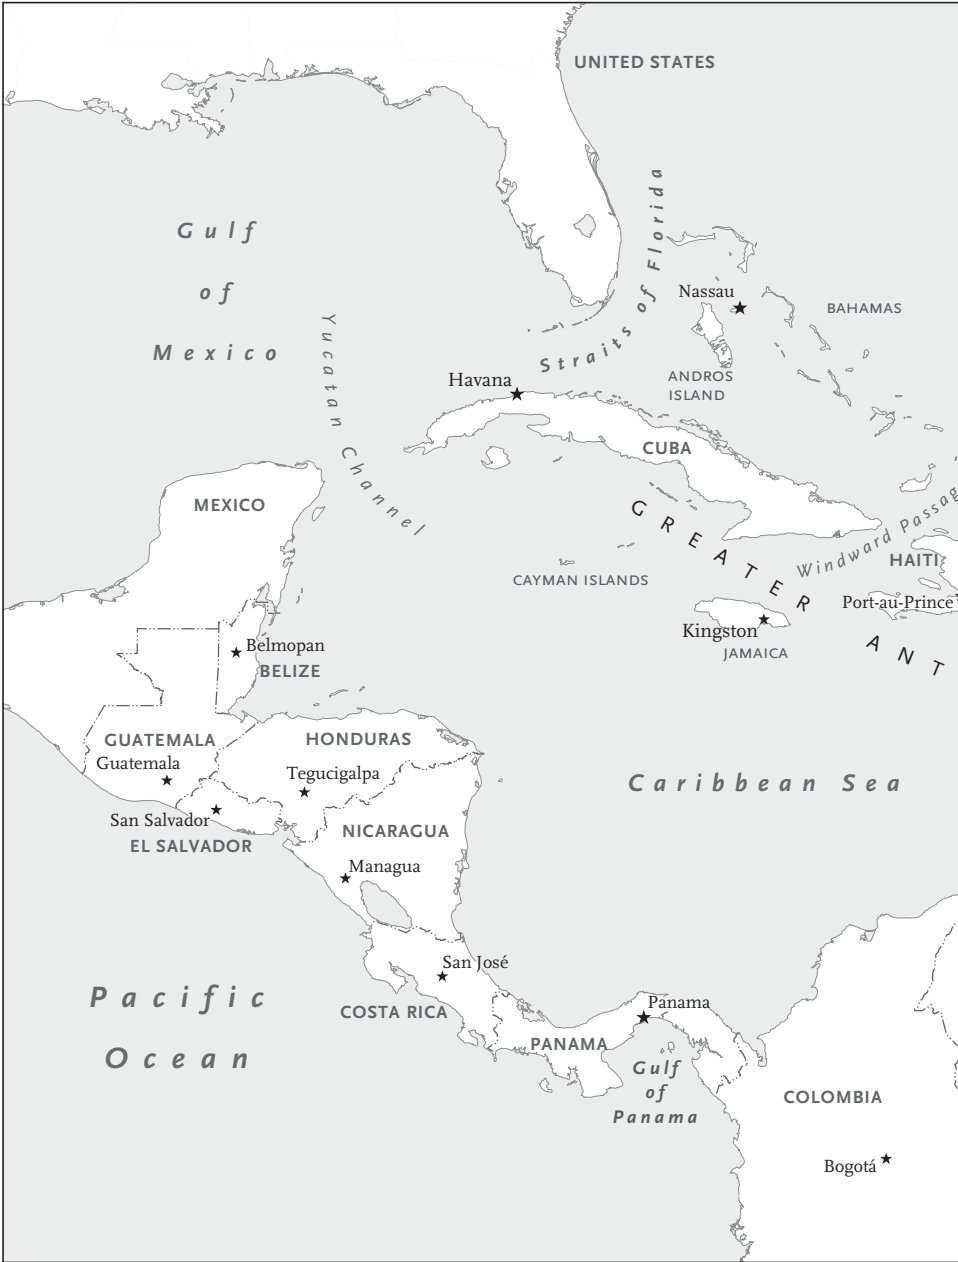 UNITED STATES
Straits of Florida
Gulf
of
Mexico
Nassau
BAHAMAS
Yucatan Channel
ANDROS
ISLAND
Havana
CUBA
MEXICO
GREATER
Windward Passag
HAITI
CAYMAN ISLANDS
Port-au-Prince
Kingston
JAMAICA
ANT
Belmopan
BELIZE
GUATEMALA
Guatemala
HONDURAS
Tegucigalpa
Caribbean Sea
San Salvador
EL SALVADOR
NICARAGUA
Managua
San José
COSTA RICA
Pacific
Ocean
Panama
PANAMA
Gulf
of
Panama
COLOMBIA
Bogotá